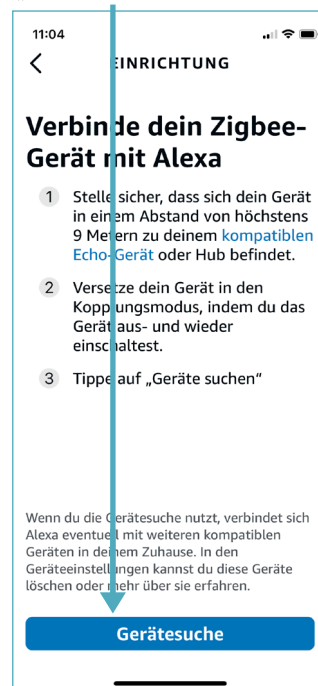 11:04
EINRICHTUNG
Verbinde dein Zigbee-
Gerät mit Alexa
1 Stelle sicher, dass sich dein Gerät
in einem Abstand von höchstens
9 Metern zu deinem kompatiblen
Echo-Gerät oder Hub befindet.
2 Versetze dein Gerät in den
Kopplungsmodus, indem du das
Gerät aus- und wieder
einschaltest.
3 Tippe auf „Geräte suchen“
Wenn du die Gerätesuche nutzt, verbindet sich
Alexa eventuell mit weiteren kompatiblen
Geräten in deinem Zuhause. In den
Geräteeinstellungen kannst du diese Geräte
löschen oder mehr über sie erfahren.
Gerätesuche